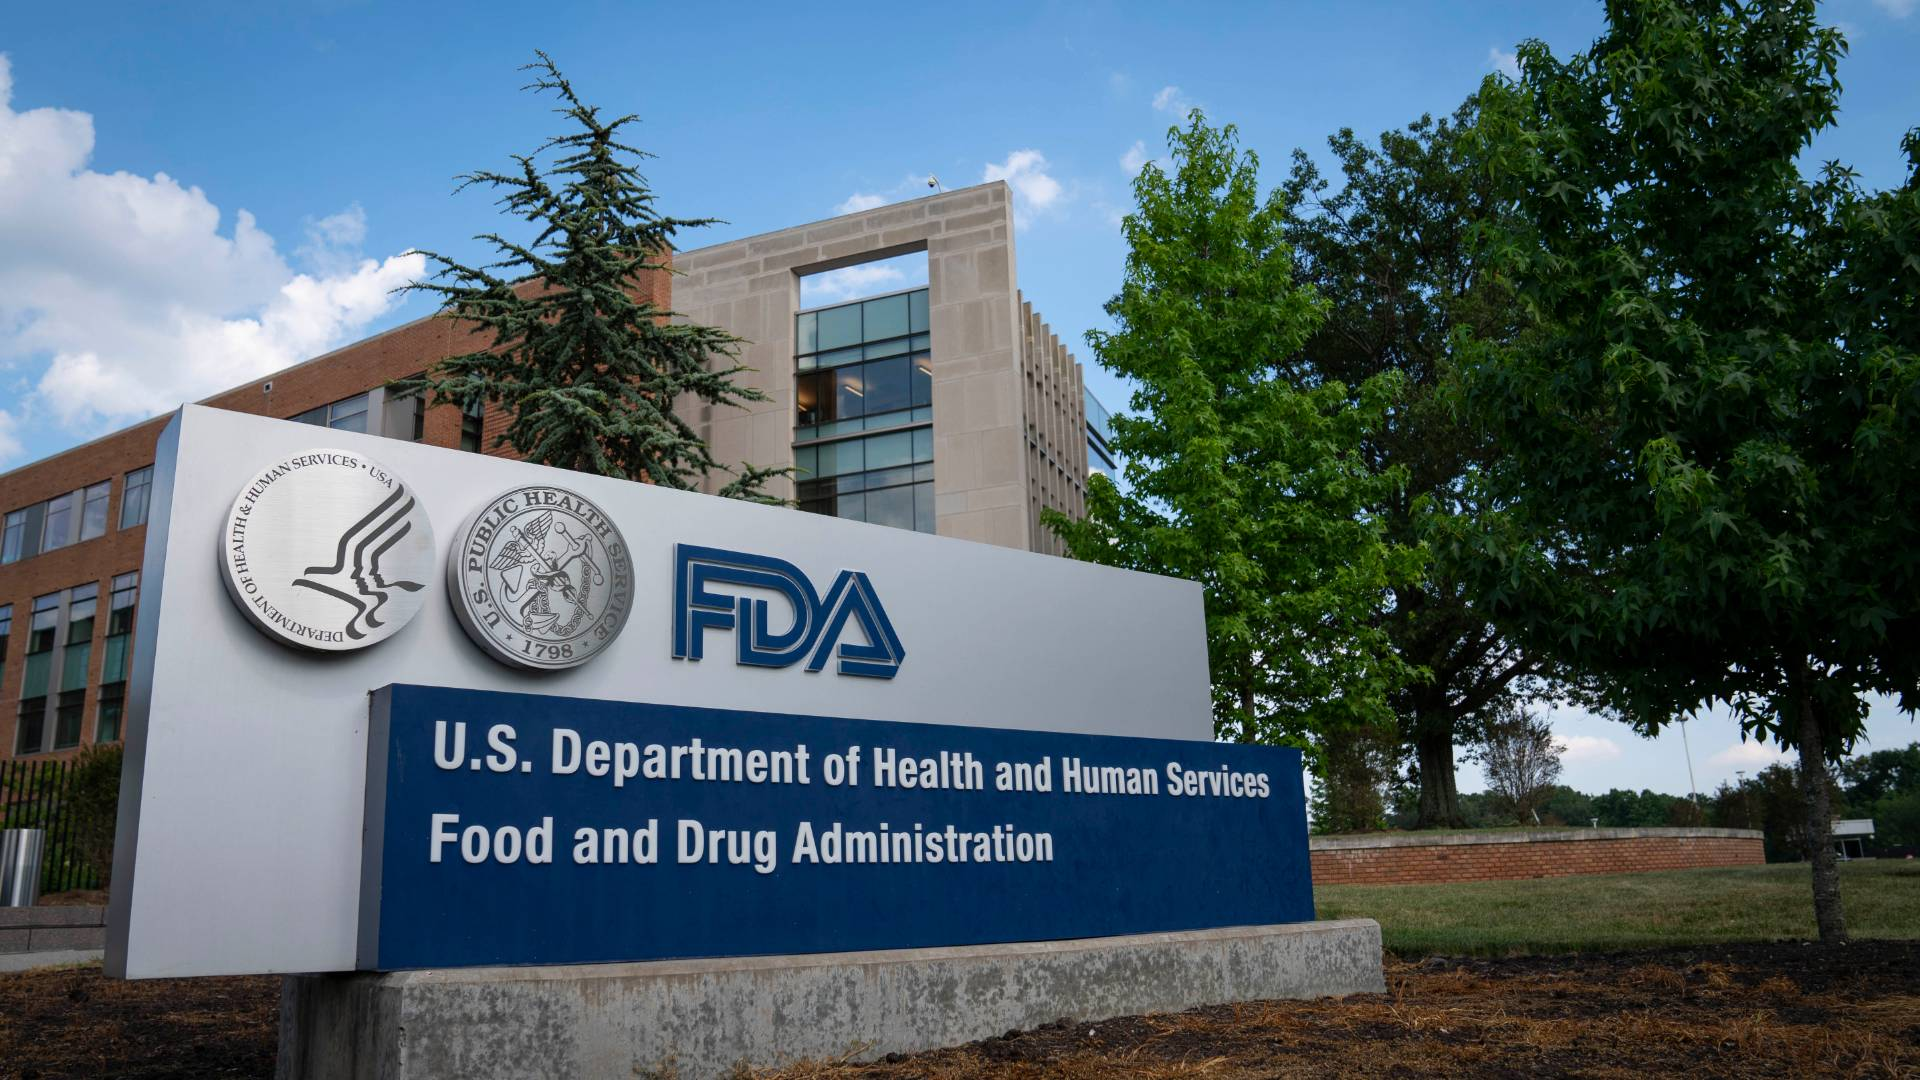 DEPARTMENT OF HEALTH & HUMAN SERVICES • USA
U.S. PUBLIC HEALTH SERVICE
★ 1798 ★
FDA
U.S. Department of Health and Human Services
Food and Drug Administration